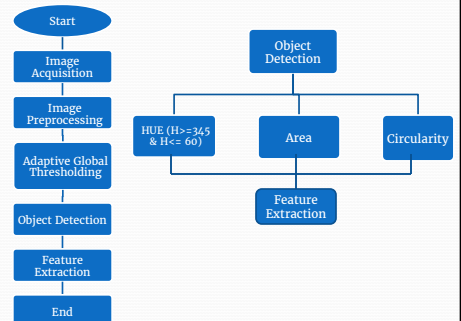 Start
Image
Acquisition
Image
Preprocessing
Adaptive Global
Thresholding
Object Detection
Feature
Extraction
End
Object
Detection
HUE (H>=345
& H<= 60)
Area
Circularity
Feature
Extraction